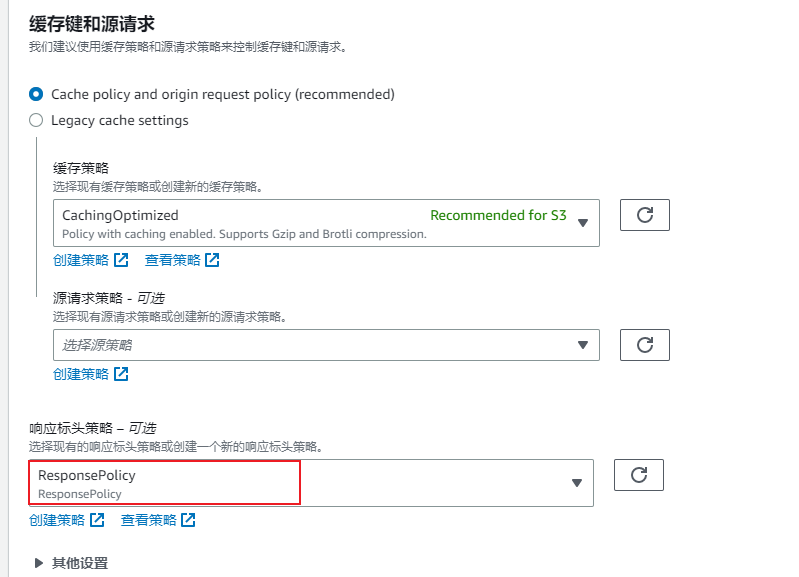 缓存键和源请求
我们建议使用缓存策略和源请求策略来控制缓存键和源请求。
Cache policy and origin request policy (recommended)
Legacy cache settings
缓存策略
选择现有缓存策略或创建新的缓存策略。
CachingOptimized Recommended for S3
Policy with caching enabled. Supports Gzip and Brotli compression.
创建策略 查看策略
源请求策略 - 可选
选择现有源请求策略或创建新的源请求策略。
选择源策略
创建策略
响应标头策略 – 可选
选择现有的响应标头策略或创建一个新的响应标头策略。
ResponsePolicy
ResponsePolicy
创建策略 查看策略
其他设置